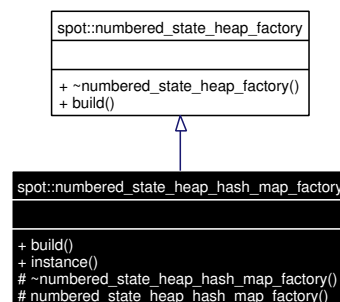 spot::numbered_state_heap_factory
+ ~numbered_state_heap_factory()
+ build()
spot::numbered_state_heap_hash_map_factory
+ build()
+ instance()
# ~numbered_state_heap_hash_map_factory()
# numbered_state_heap_hash_map_factory()